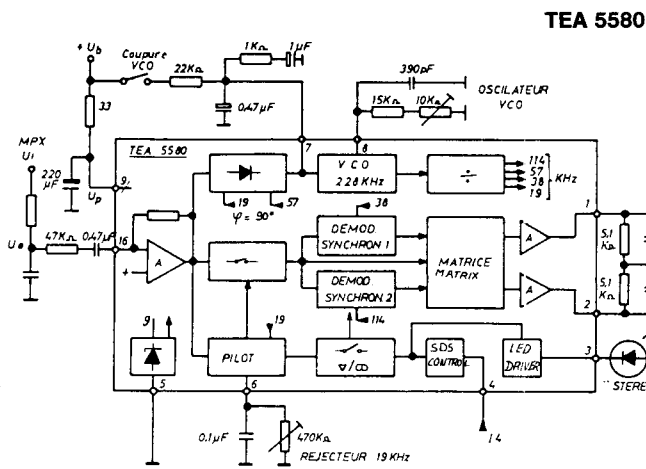 TEA 5580
+ Ub
Coupure
VCO
1KΩ
1µF
22KΩ
0,47µF
33
390pF
15KΩ
10KΩ
OSCILATEUR
VCO
MPX
Ui
220
µF
Up
9
TEA 5580
7
8
VCO
228 KHz
÷
114
57
38
19
KHz
19
57
φ = 90°
38
1
Ue
47KΩ
0,47µF
16
A
+
DEMOD
SYNCHRON 1
DEMOD
SYNCHRON 2
MATRICE
MATRIX
A
A
5,1
KΩ
5,1
KΩ
2
114
9
19
PILOT
SDS
CONTROL
LED
DRIVER
3
5
6
4
"STERE
0.1µF
470KΩ
REJECTEUR 19 KHz
I4